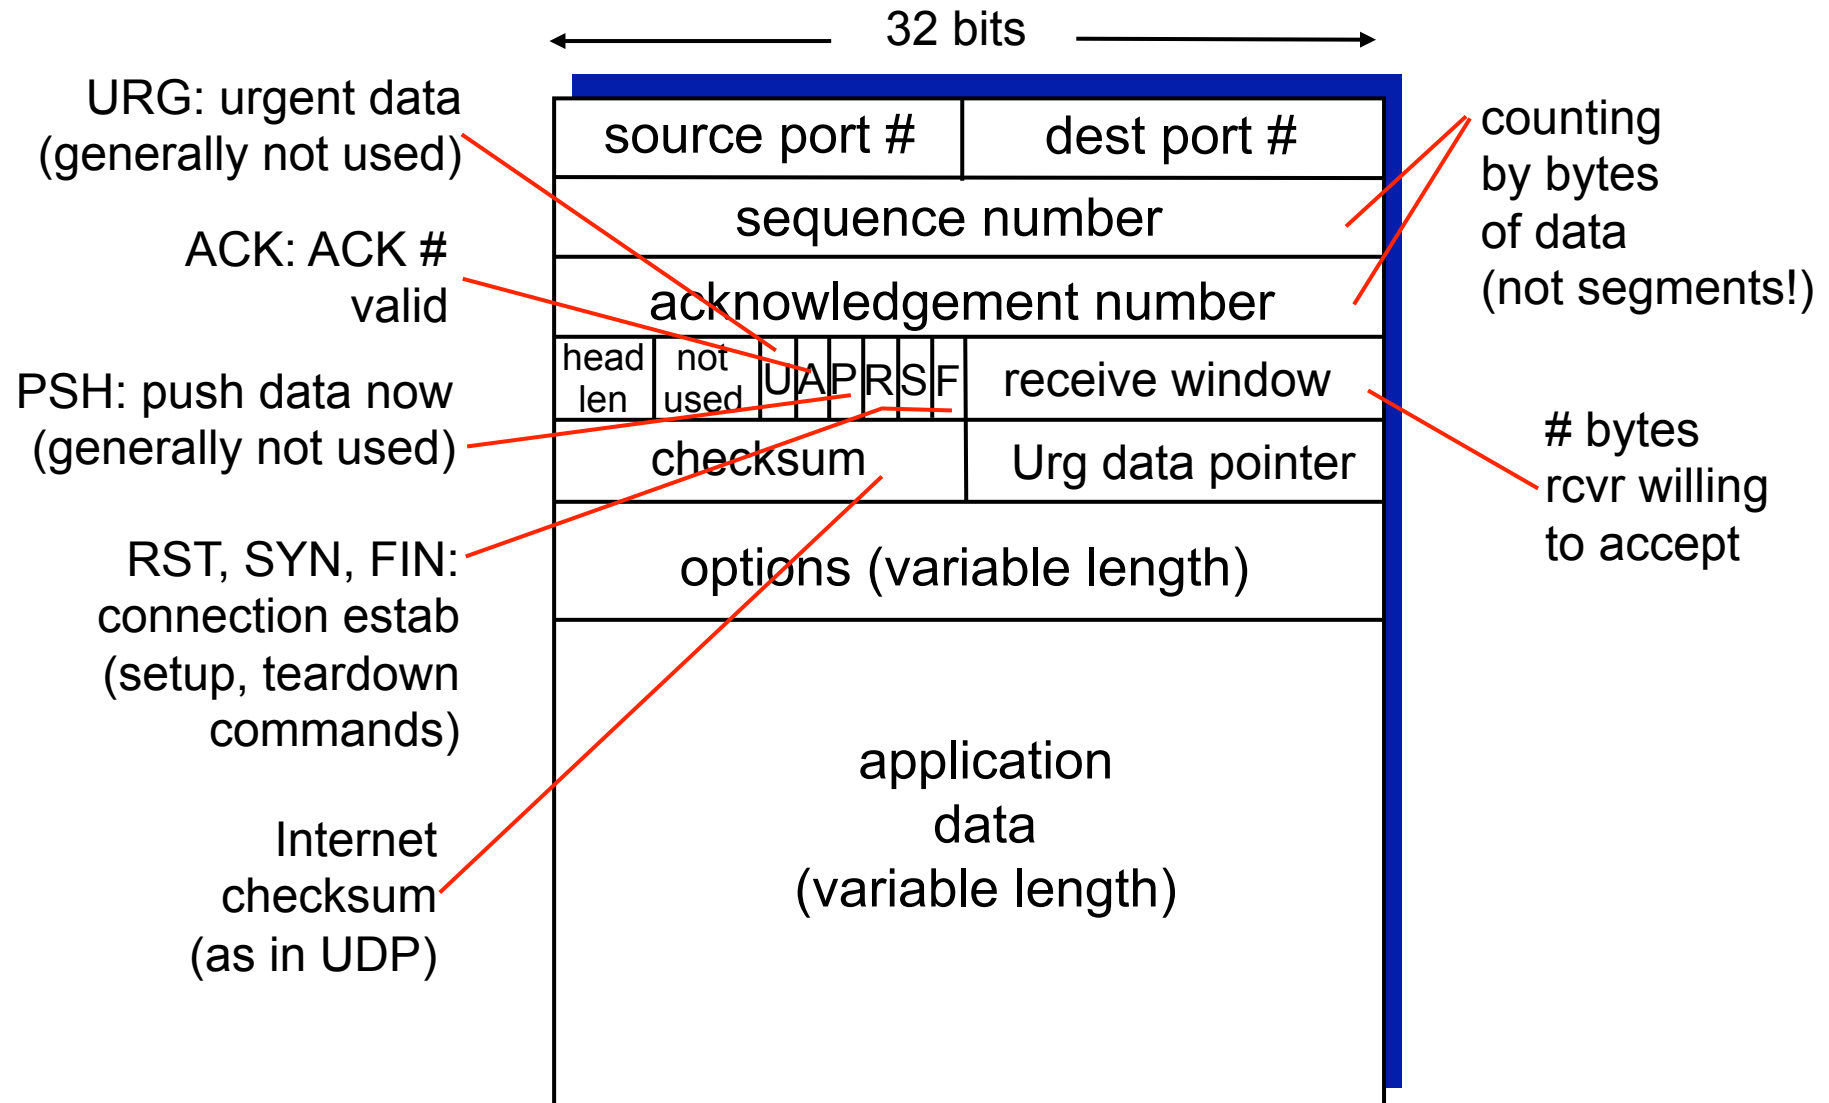 32 bits
URG: urgent data
(generally not used)
ACK: ACK #
valid
PSH: push data now
(generally not used)
RST, SYN, FIN:
connection estab
(setup, teardown
commands)
Internet
checksum
(as in UDP)
source port #
dest port #
sequence number
acknowledgement number
head
len
not
used
U
A
P
R
S
F
receive window
checksum
Urg data pointer
options (variable length)
application
data
(variable length)
counting
by bytes
of data
(not segments!)
# bytes
rcvr willing
to accept